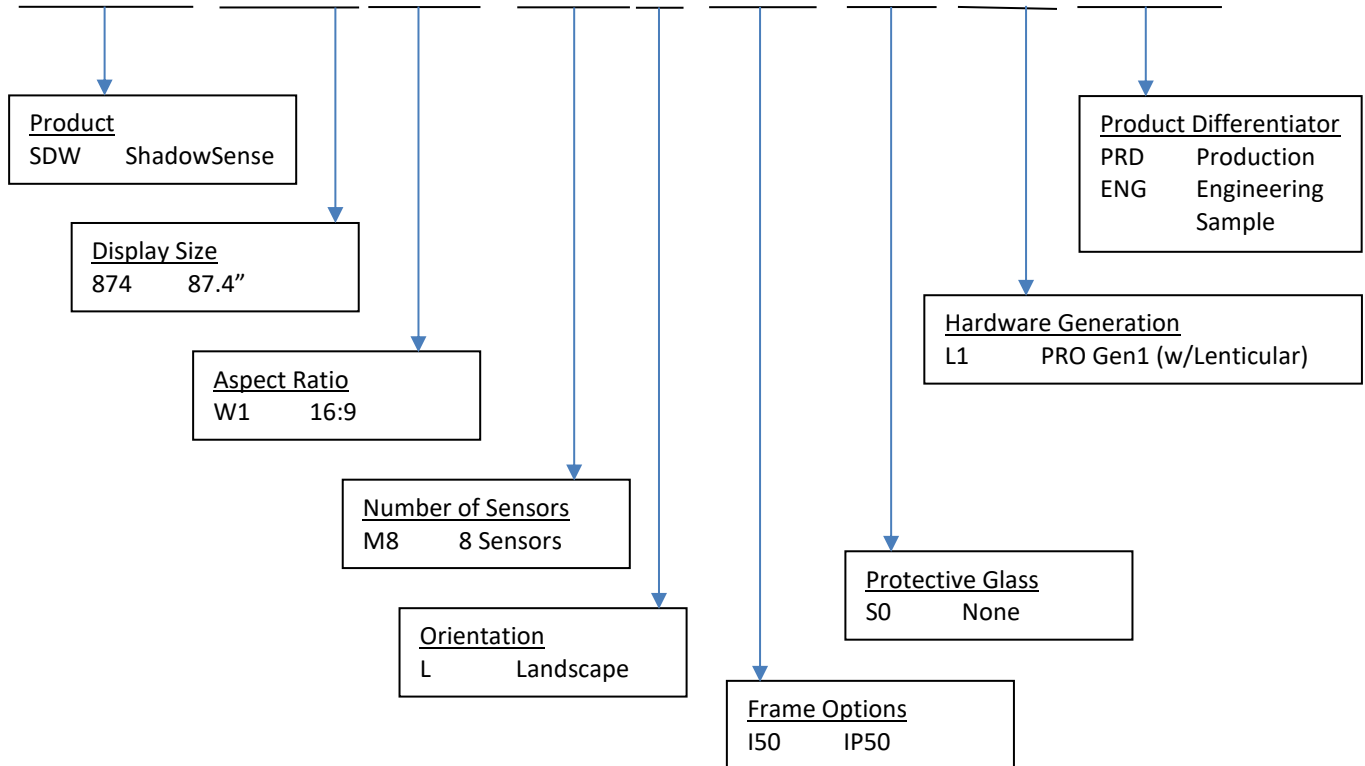 Product
SDW ShadowSense
Product Differentiator
PRD Production
ENG Engineering
Sample
Display Size
874 87.4”
Hardware Generation
L1 PRO Gen1 (w/Lenticular)
Aspect Ratio
W1 16:9
Number of Sensors
M8 8 Sensors
Protective Glass
S0 None
Orientation
L Landscape
Frame Options
I50 IP50